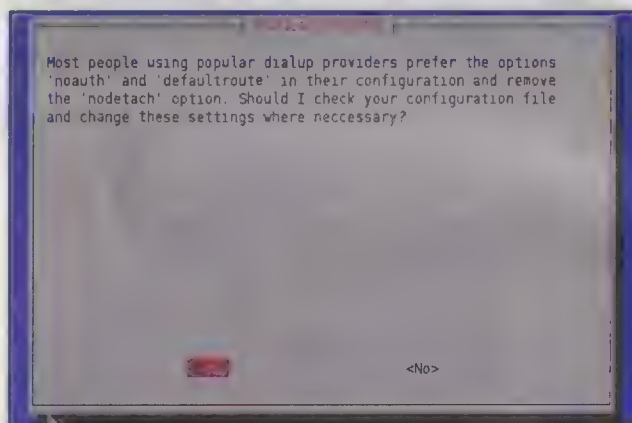 Most people using popular dialup providers prefer the options
'noauth' and 'defaultroute' in their configuration and remove
the 'nodetach' option. Should I check your configuration file
and change these settings where neccessary?
<No>